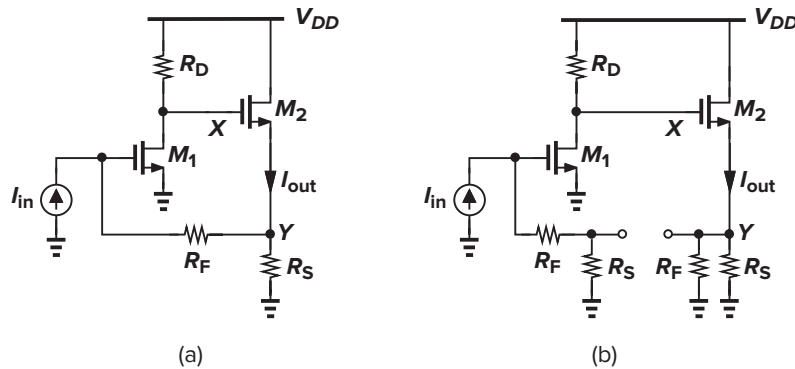 V_DD
R_D
M_2
X
M_1
I_in
I_out
Y
R_F
R_S
(a)
V_DD
R_D
M_2
X
M_1
I_in
I_out
Y
R_F
R_S
R_F
R_S
(b)